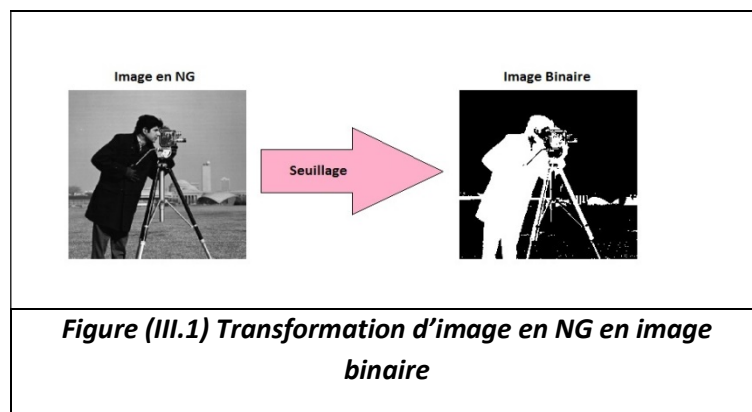 Image en NG
Image Binaire
Seuillage
Figure (III.1) Transformation d’image en NG en image
binaire